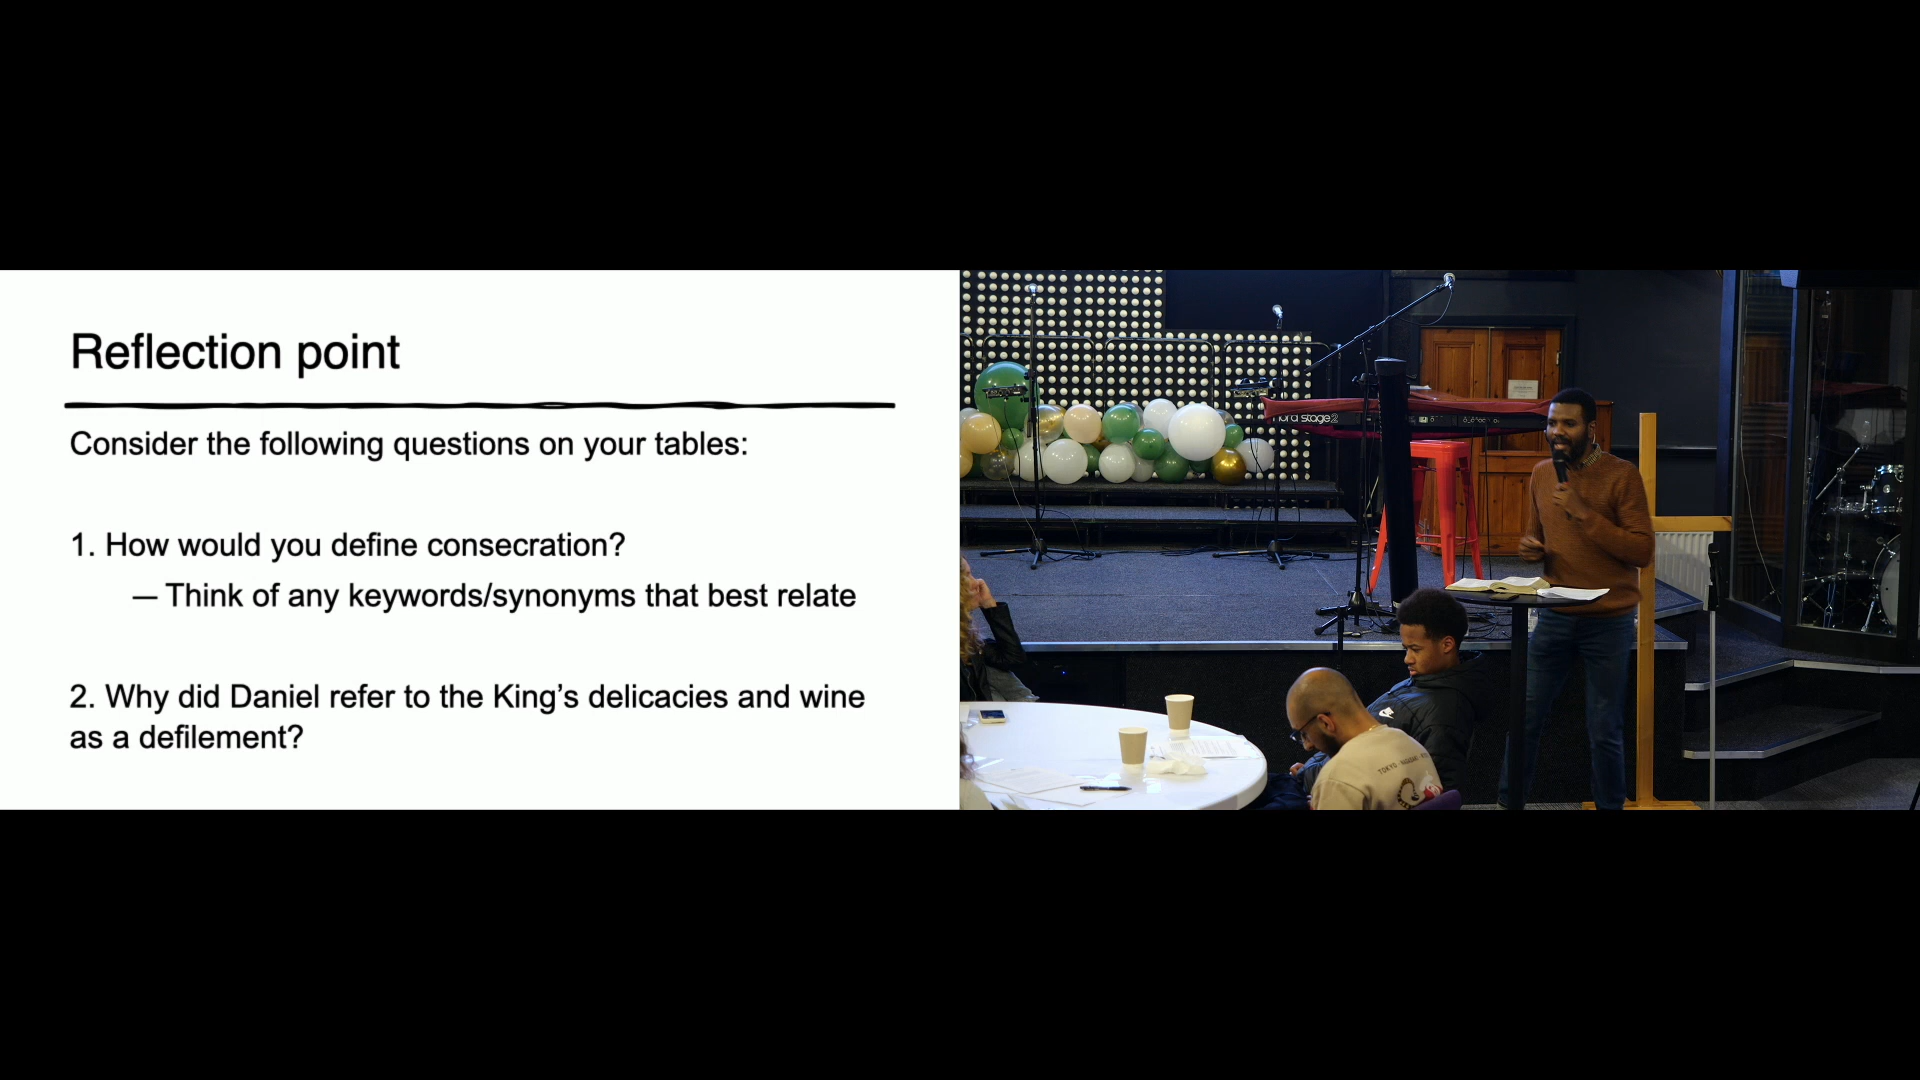 Reflection point
Consider the following questions on your tables:
1. How would you define consecration?
— Think of any keywords/synonyms that best relate
2. Why did Daniel refer to the King’s delicacies and wine
as a defilement?
nord stage 2